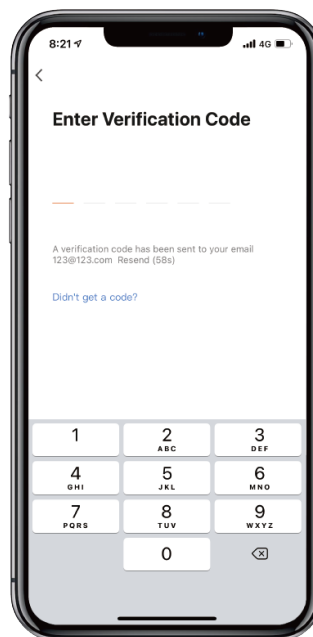 8:21
4G
Enter Verification Code
A verification code has been sent to your email
123@123.com Resend (58s)
Didn't get a code?
1
2
ABC
3
DEF
4
GHI
5
JKL
6
MNO
7
PQRS
8
TUV
9
WXYZ
0